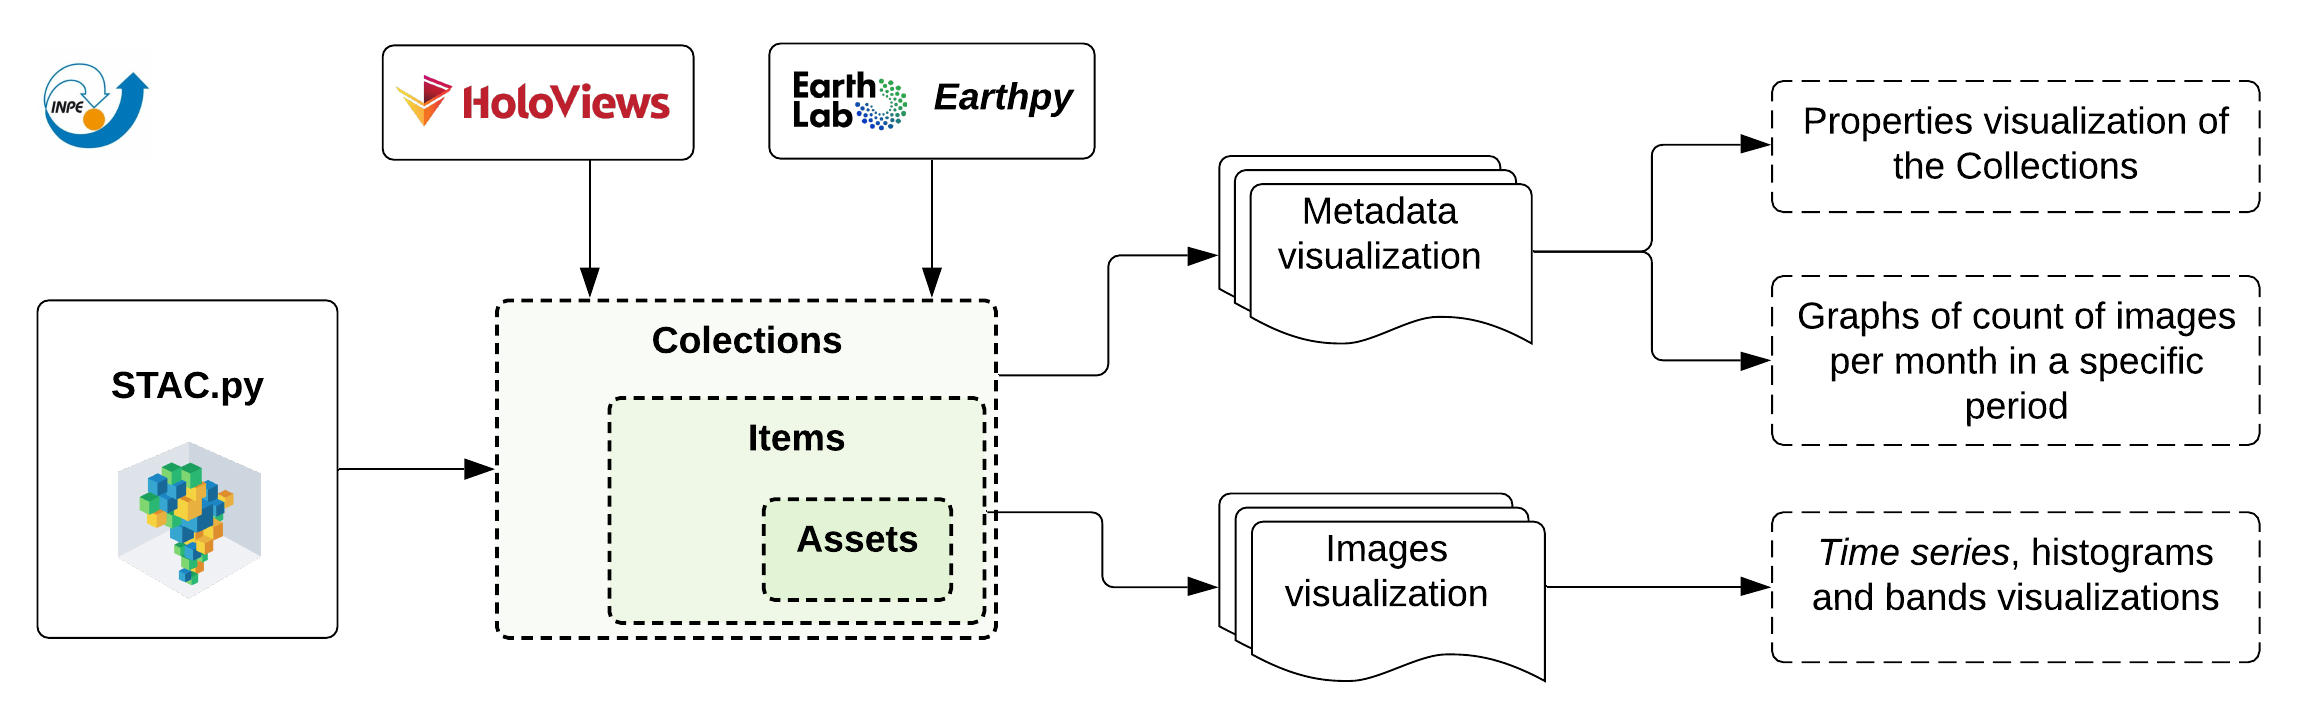 INPE
HoloViews
Earth
Lab
Earthpy
STAC.py
Colections
Items
Assets
Metadata
visualization
Images
visualization
Properties visualization of
the Collections
Graphs of count of images
per month in a specific
period
Time series, histograms
and bands visualizations